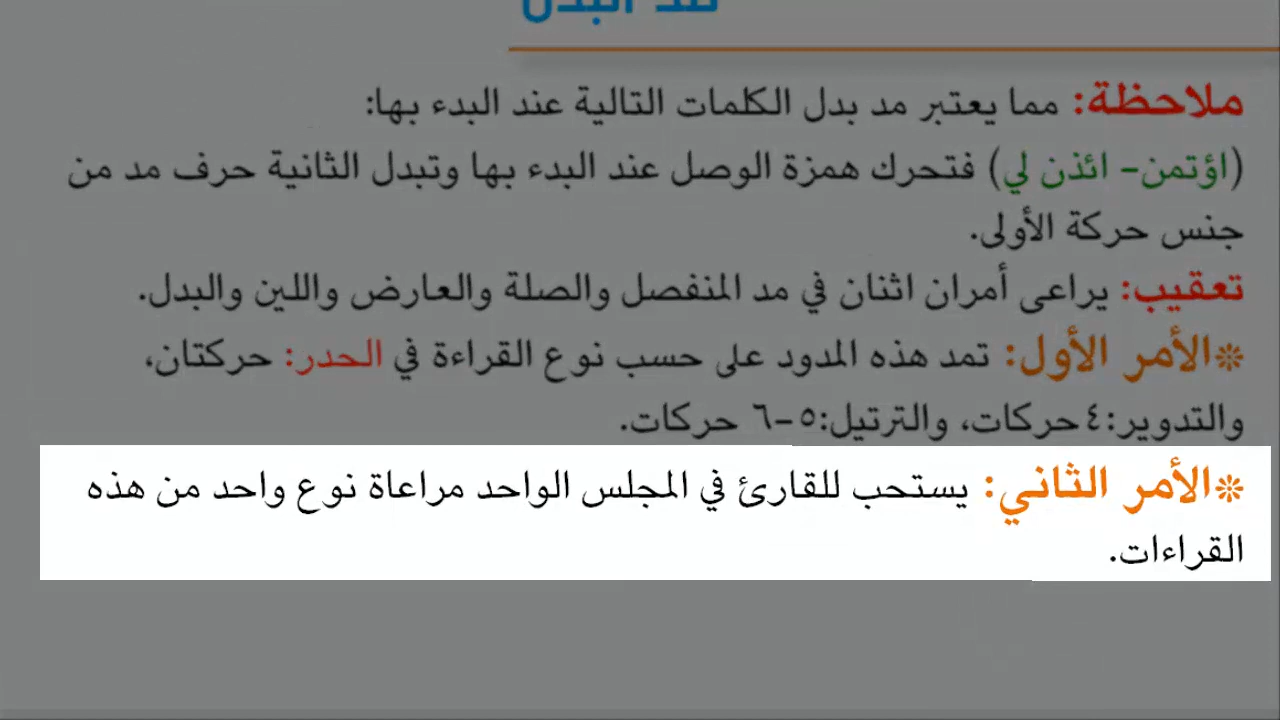 مد البدل
ملاحظة: مما يعتبر مد بدل الكلمات التالية عند البدء بها:
(اؤتمن- ائذن لي) فتحرك همزة الوصل عند البدء بها وتبدل الثانية حرف مد من
جنس حركة الأولى.
تعقيب: يراعى أمران اثنان في مد المنفصل والصلة والعارض واللين والبدل.
❊الأمر الأول: تمد هذه المدود على حسب نوع القراءة في الحدر: حركتان،
والتدوير:٤حركات، والترتيل:٥-٦ حركات.
❊الأمر الثاني: يستحب للقارئ في المجلس الواحد مراعاة نوع واحد من هذه
القراءات.